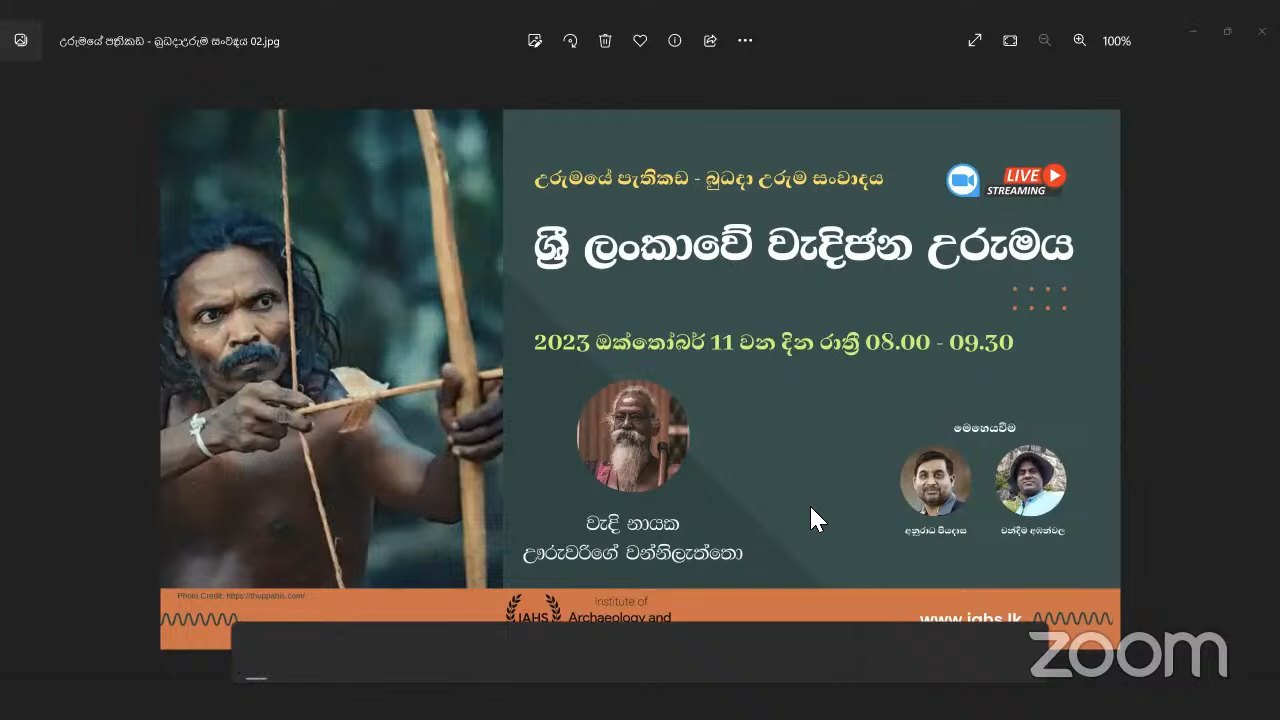 උරුමයේ පැතිකඩ - බුධදාඋරුම සංවාදය 02.jpg
100%
උරුමයේ පැතිකඩ - බුධදා උරුම සංවාදය
LIVE
STREAMING
ශ්‍රී ලංකාවේ වැදිජන උරුමය
2023 ඔක්තෝබර් 11 වන දින රාත්‍රී 08.00 - 09.30
මෙහෙයවීම
අනුරාධ පියදාස
චන්දිම අඹන්වල
වැදි නායක
ඌරුවරිගේ වන්නිලැත්තො
Photo Credit: https://thuppahis.com/
IAHS
Institute of
Archaeology and
www.iahs.lk
zoom